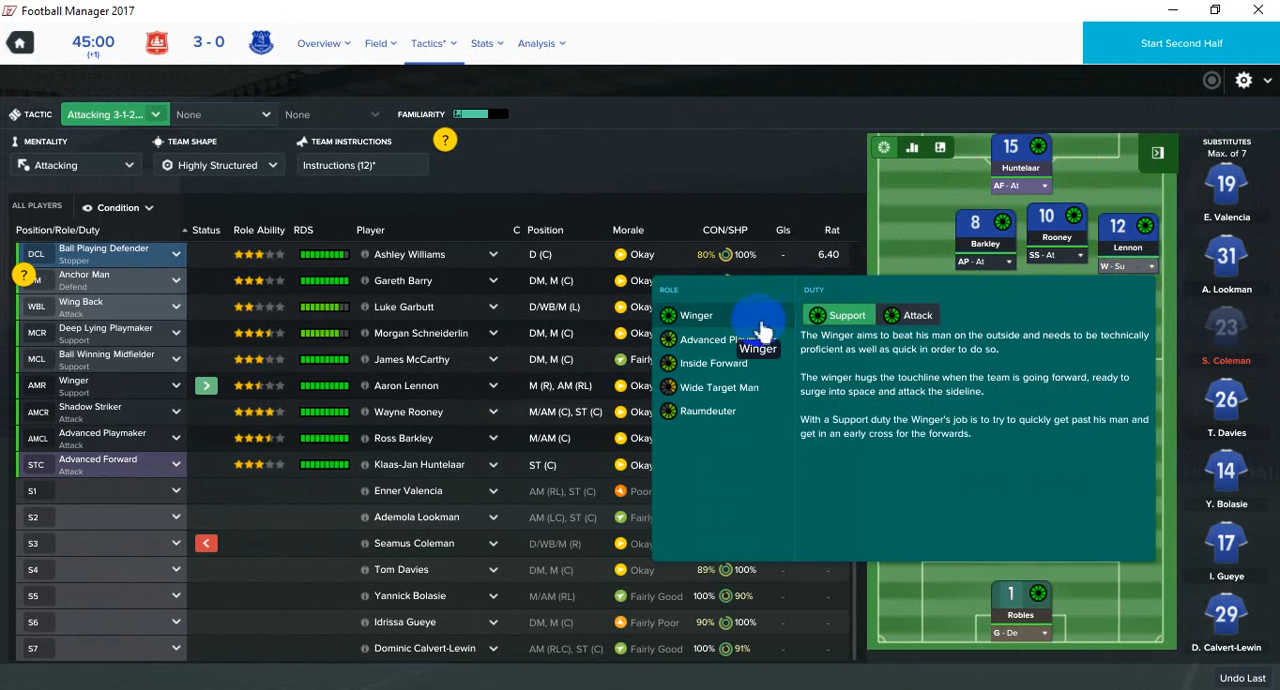 Football Manager 2017
45:00
(+1)
3 - 0
Overview
Field
Tactics*
Stats
Analysis
Start Second Half
TACTIC
Attacking 3-1-2...
None
None
FAMILIARITY
?
MENTALITY
TEAM SHAPE
TEAM INSTRUCTIONS
Attacking
Highly Structured
Instructions (12)*
ALL PLAYERS
Condition
Position/Role/Duty
Status
Role Ability
RDS
Player
C
Position
Morale
CON/SHP
Gls
Rat
DCL
Ball Playing Defender
Stopper
Ashley Williams
D (C)
Okay
80%
100%
-
6.40
?
M
Anchor Man
Defend
Gareth Barry
DM, M (C)
Okay
WBL
Wing Back
Support
Luke Garbutt
D/WB/M (L)
Okay
MCR
Deep Lying Playmaker
Support
Morgan Schneiderlin
DM, M (C)
Okay
MCL
Ball Winning Midfielder
Support
James McCarthy
DM, M (C)
Fairly
AMR
Winger
Support
Aaron Lennon
M (R), AM (RL)
Okay
AMCR
Shadow Striker
Attack
Wayne Rooney
M/AM (C), ST (C)
Okay
AMCL
Advanced Playmaker
Attack
Ross Barkley
M/AM (C)
Okay
STC
Advanced Forward
Attack
Klaas-Jan Huntelaar
ST (C)
Okay
S1
Enner Valencia
AM (RL), ST (C)
Poor
S2
Ademola Lookman
AM (LC), ST (C)
Fairly
S3
Seamus Coleman
D/WB/M (R)
Okay
S4
Tom Davies
DM, M (C)
Okay
89%
100%
-
-
S5
Yannick Bolasie
M/AM (RL)
Fairly Good
100%
90%
-
-
S6
Idrissa Gueye
DM, M (C)
Fairly Poor
90%
100%
-
-
S7
Dominic Calvert-Lewin
AM (RLC), ST (C)
Fairly Good
100%
91%
-
-
ROLE
Winger
Advanced Play
Winger
Inside Forward
Wide Target Man
Raumdeuter
DUTY
Support
Attack
The Winger aims to beat his man on the outside and needs to be technically
proficient as well as quick in order to do so.
The winger hugs the touchline when the team is going forward, ready to
surge into space and attack the sideline.
With a Support duty the Winger's job is to try to quickly get past his man and
get in an early cross for the forwards.
15
Huntelaar
AF - At
8
Barkley
AP - At
10
Rooney
SS - At
12
Lennon
W - Su
1
Robles
G - De
SUBSTITUTES
Max. of 7
19
E. Valencia
31
A. Lookman
23
S. Coleman
26
T. Davies
14
Y. Bolasie
17
I. Gueye
29
D. Calvert-Lewin
Undo Last